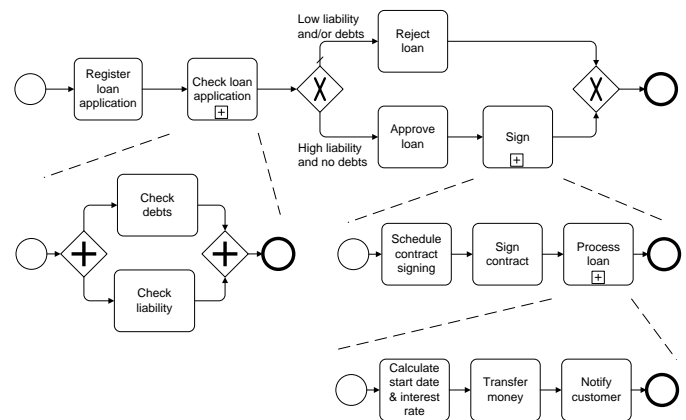 Low liability
and/or debts
Reject
loan
Register
loan
application
Check loan
application
High liability
and no debts
Approve
loan
Sign
Check
debts
Check
liability
Schedule
contract
signing
Sign
contract
Process
loan
Calculate
start date
& interest
rate
Transfer
money
Notify
customer